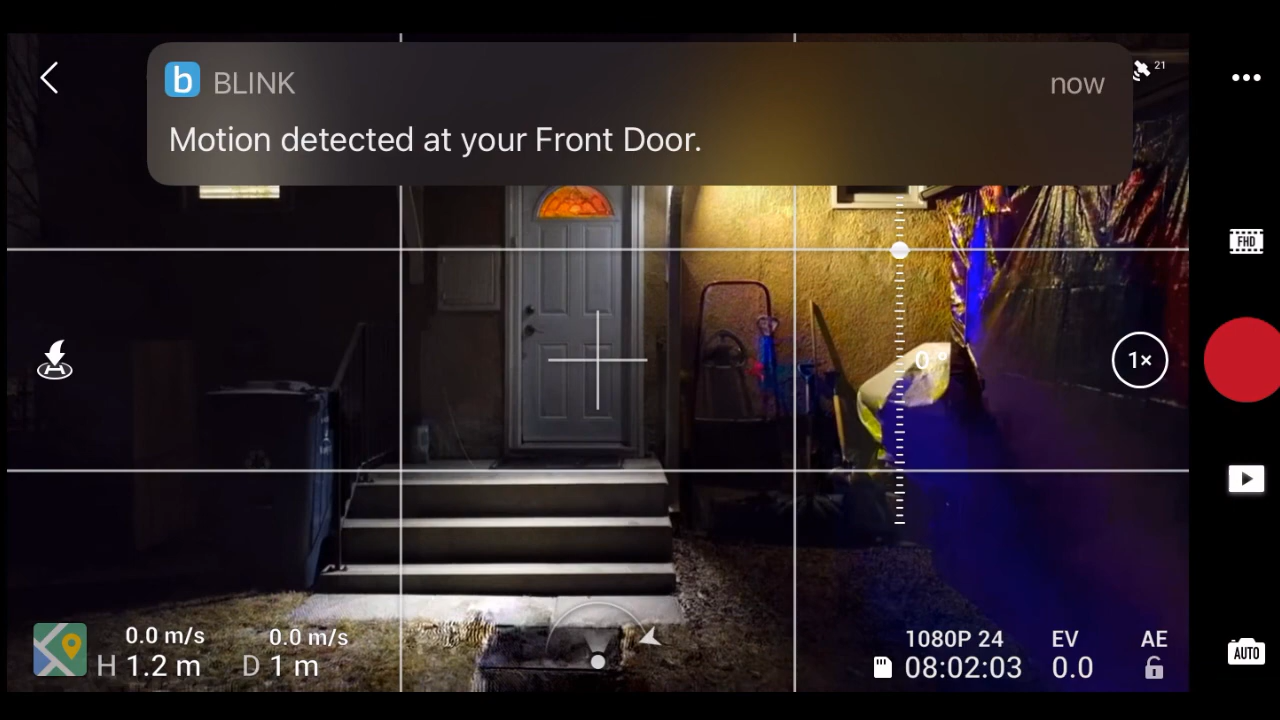 b BLINK now
Motion detected at your Front Door.
21
FHD
0°
1×
0.0 m/s 0.0 m/s
H 1.2 m D 1 m
1080P 24 EV AE
08:02:03 0.0
AUTO